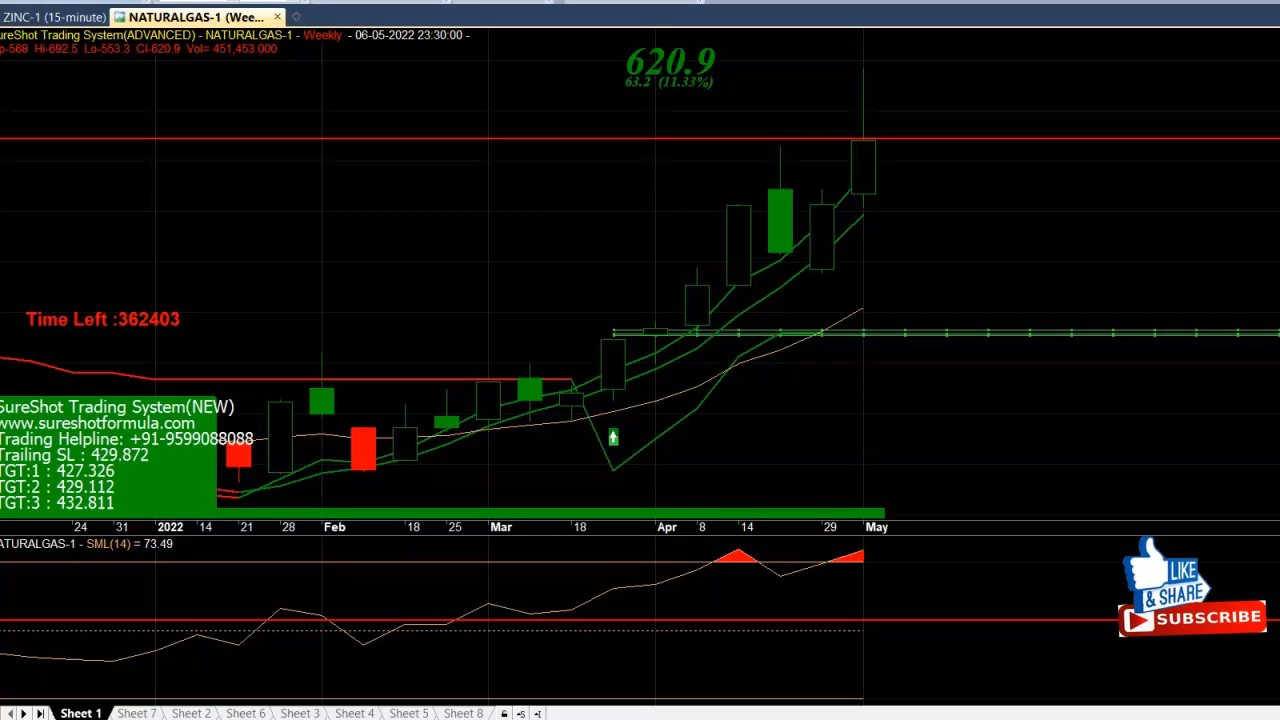 ZINC-1 (15-minute) NATURALGAS-1 (Wee... ×
ureShot Trading System(ADVANCED) - NATURALGAS-1 - Weekly - 06-05-2022 23:30:00 -
p-568 Hi-692.5 Lo-553.3 Cl-620.9 Vol= 451,453.000
620.9
63.2 (11.33%)
Time Left :362403
SureShot Trading System(NEW)
www.sureshotformula.com
Trading Helpline: +91-9599088088
Trailing SL : 429.872
TGT:1 : 427.326
TGT:2 : 429.112
TGT:3 : 432.811
24 31 2022 14 21 28 Feb 18 25 Mar 18 Apr 8 14 29 May
ATURALGAS-1 - SML(14) = 73.49
LIKE
& SHARE
SUBSCRIBE
Sheet 1 Sheet 7 Sheet 2 Sheet 6 Sheet 3 Sheet 4 Sheet 5 Sheet 8